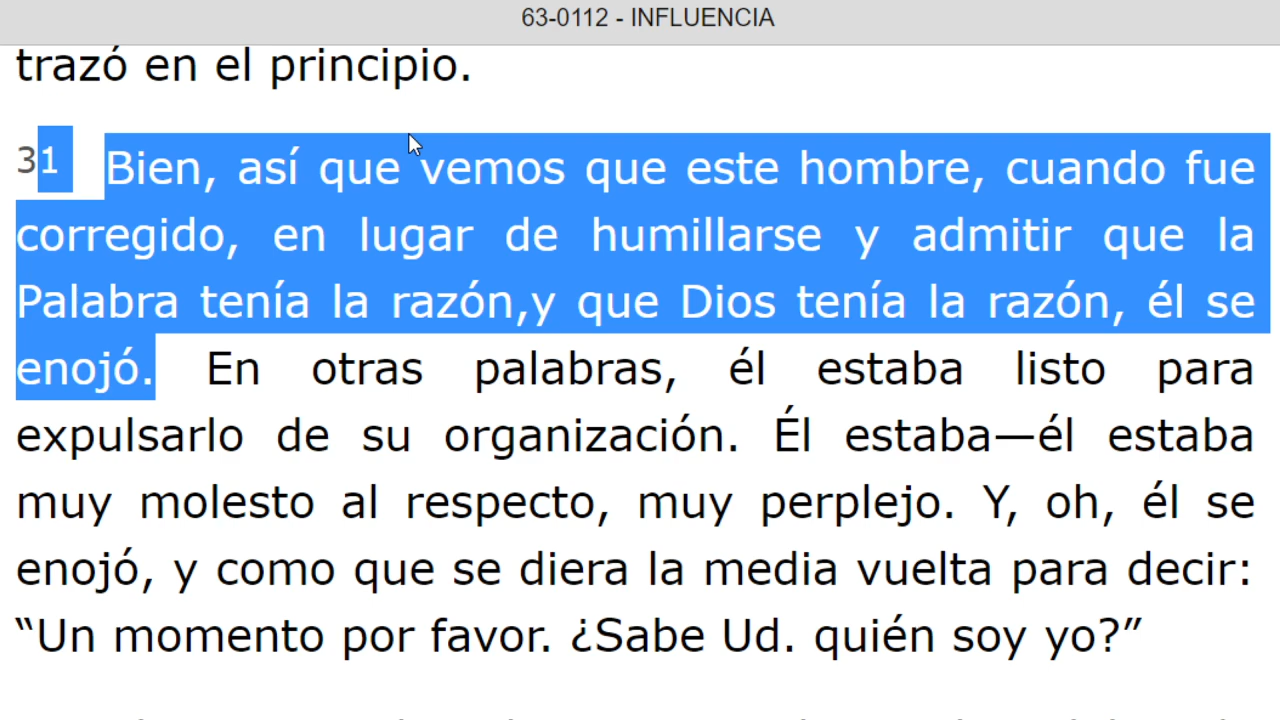 63-0112 - INFLUENCIA
trazó en el principio.
31 Bien, así que vemos que este hombre, cuando fue
corregido, en lugar de humillarse y admitir que la
Palabra tenía la razón,y que Dios tenía la razón, él se
enojó. En otras palabras, él estaba listo para
expulsarlo de su organización. Él estaba—él estaba
muy molesto al respecto, muy perplejo. Y, oh, él se
enojó, y como que se diera la media vuelta para decir:
“Un momento por favor. ¿Sabe Ud. quién soy yo?”